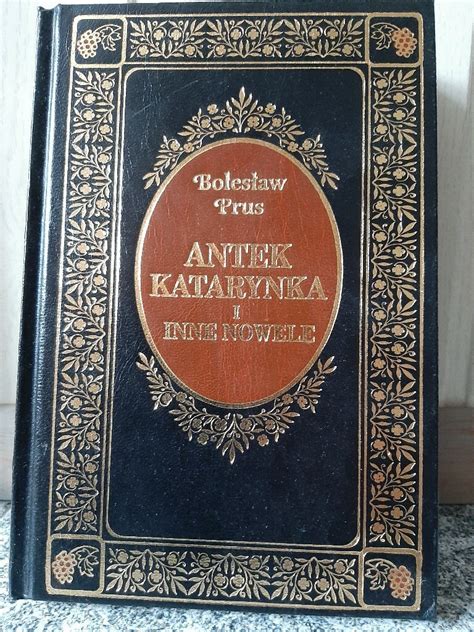 Bolesław
Prus
ANTEK
KATARYNKA
I
INNE NOWELE